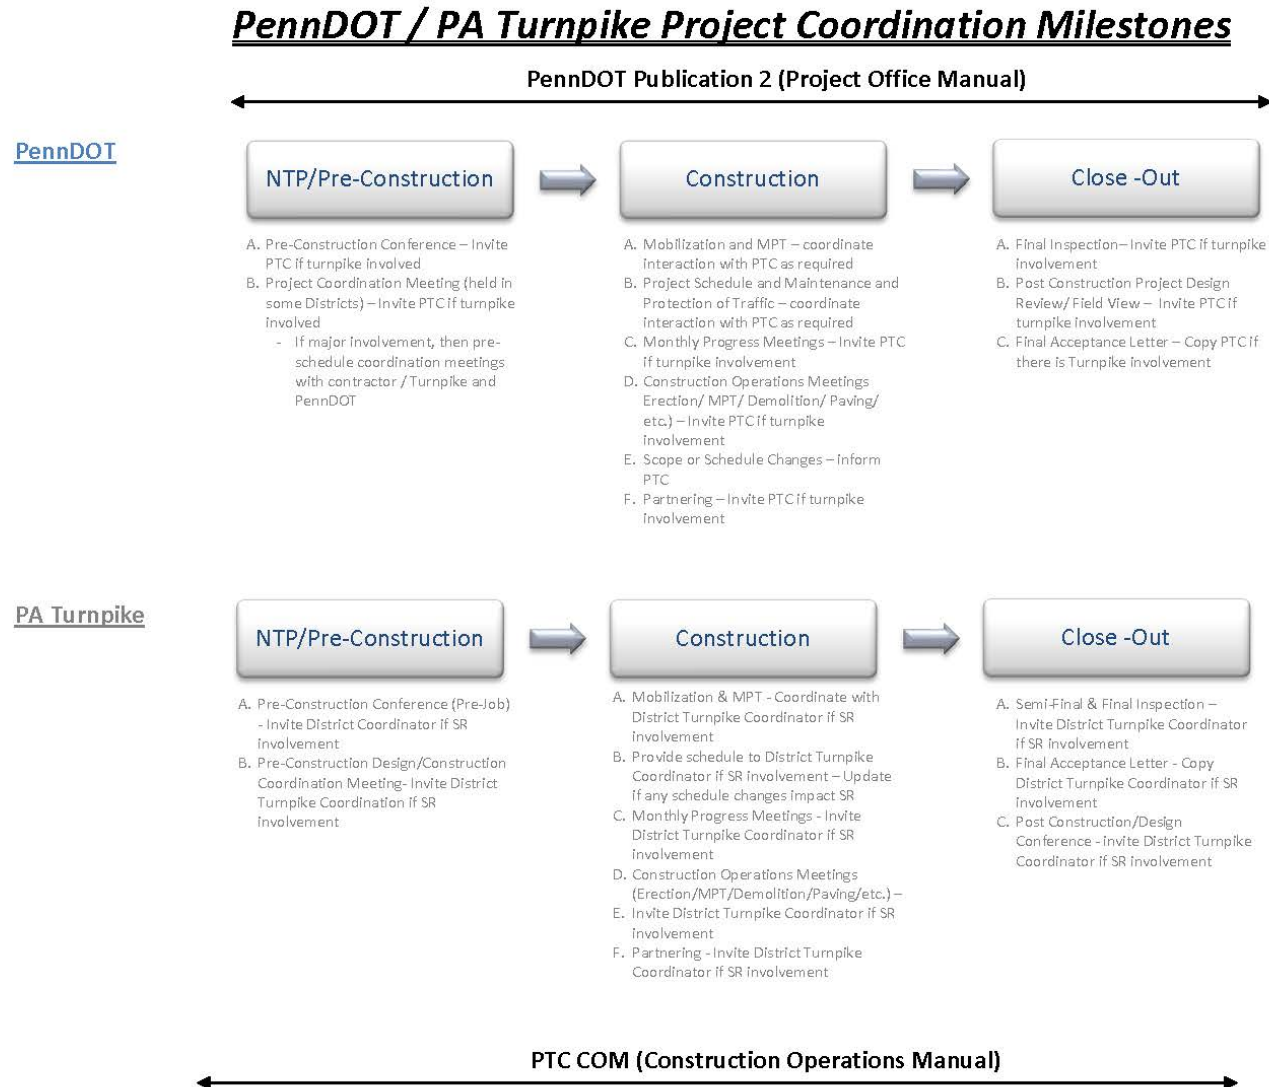 PennDOT / PA Turnpike Project Coordination Milestones
PennDOT Publication 2 (Project Office Manual)
PennDOT
NTP/Pre-Construction
A. Pre-Construction Conference – Invite
PTC if turnpike involved
B. Project Coordination Meeting (held in
some Districts) – Invite PTC if turnpike
involved
- If major involvement, then pre-
schedule coordination meetings
with contractor / Turnpike and
PennDOT
Construction
A. Mobilization and MPT – coordinate
interaction with PTC as required
B. Project Schedule and Maintenance and
Protection of Traffic – coordinate
interaction with PTC as required
C. Monthly Progress Meetings – Invite PTC
if turnpike involvement
D. Construction Operations Meetings
Erection/ MPT/ Demolition/ Paving/
etc.) – Invite PTC if turnpike
involvement
E. Scope or Schedule Changes – inform
PTC
F. Partnering – Invite PTC if turnpike
involvement
Close -Out
A. Final Inspection– Invite PTC if turnpike
involvement
B. Post Construction Project Design
Review/ Field View – Invite PTC if
turnpike involvement
C. Final Acceptance Letter – Copy PTC if
there is Turnpike involvement
PA Turnpike
NTP/Pre-Construction
A. Pre-Construction Conference (Pre-Job)
- Invite District Coordinator if SR
involvement
B. Pre-Construction Design/Construction
Coordination Meeting- Invite District
Turnpike Coordination if SR
involvement
Construction
A. Mobilization & MPT - Coordinate with
District Turnpike Coordinator if SR
involvement
B. Provide schedule to District Turnpike
Coordinator if SR involvement – Update
if any schedule changes impact SR
C. Monthly Progress Meetings - Invite
District Turnpike Coordinator if SR
involvement
D. Construction Operations Meetings
(Erection/MPT/Demolition/Paving/etc.) –
E. Invite District Turnpike Coordinator if SR
involvement
F. Partnering - Invite District Turnpike
Coordinator if SR involvement
Close -Out
A. Semi-Final & Final Inspection –
Invite District Turnpike Coordinator
if SR involvement
B. Final Acceptance Letter - Copy
District Turnpike Coordinator if SR
involvement
C. Post Construction/Design
Conference - invite District Turnpike
Coordinator if SR involvement
PTC COM (Construction Operations Manual)